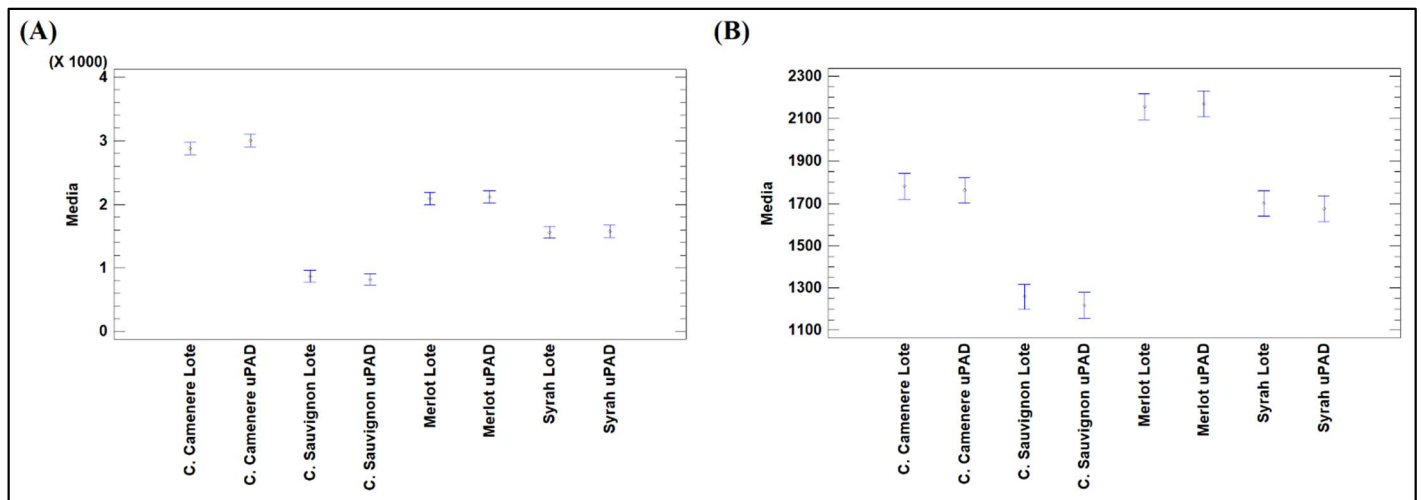 (A)
(X 1000)
4
3
2
1
0
Media
C. Camenere Lote
C. Camenere uPAD
C. Sauvignon Lote
C. Sauvignon uPAD
Merlot Lote
Merlot uPAD
Syrah Lote
Syrah uPAD
(B)
2300
2100
1900
1700
1500
1300
1100
Media
C. Camenere Lote
C. Camenere uPAD
C. Sauvignon Lote
C. Sauvignon uPAD
Merlot Lote
Merlot uPAD
Syrah Lote
Syrah uPAD